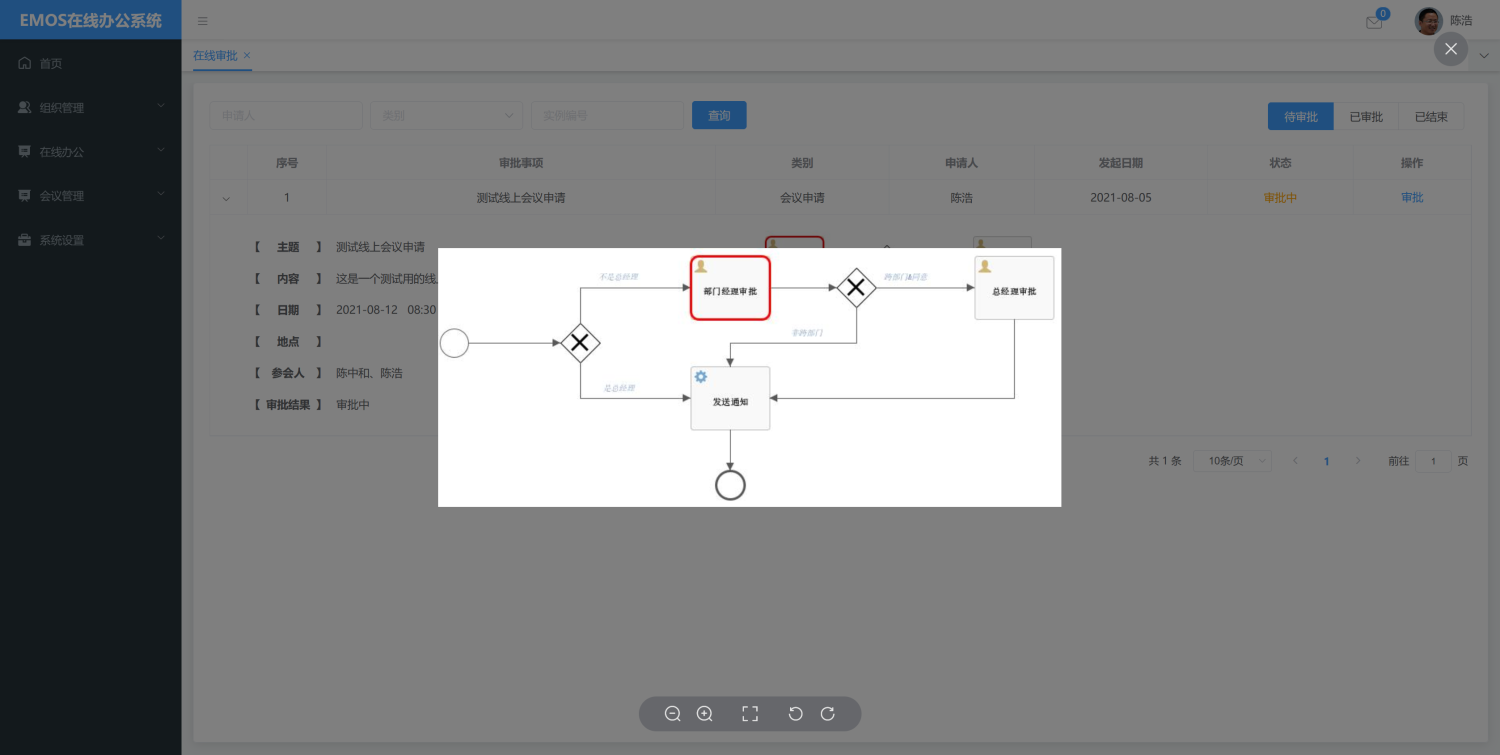 EMOS在线办公系统
0
陈浩
在线审批 ×
首页
组织管理
在线办公
会议管理
系统设置
申请人 类别 实例编号 查询 待审批 已审批 已结束
序号 审批事项 类别 申请人 发起日期 状态 操作
1 测试线上会议申请 会议申请 陈浩 2021-08-05 审批中 审批
【 主题 】 测试线上会议申请
【 内容 】 这是一个测试用的线
【 日期 】 2021-08-12 08:30
【 地点 】
【 参会人 】 陈中和、陈浩
【 审批结果 】 审批中
不是总经理
部门经理审批
跨部门&同意
总经理审批
非跨部门
是总经理
发送通知
共 1 条 10条/页 1 前往 1 页